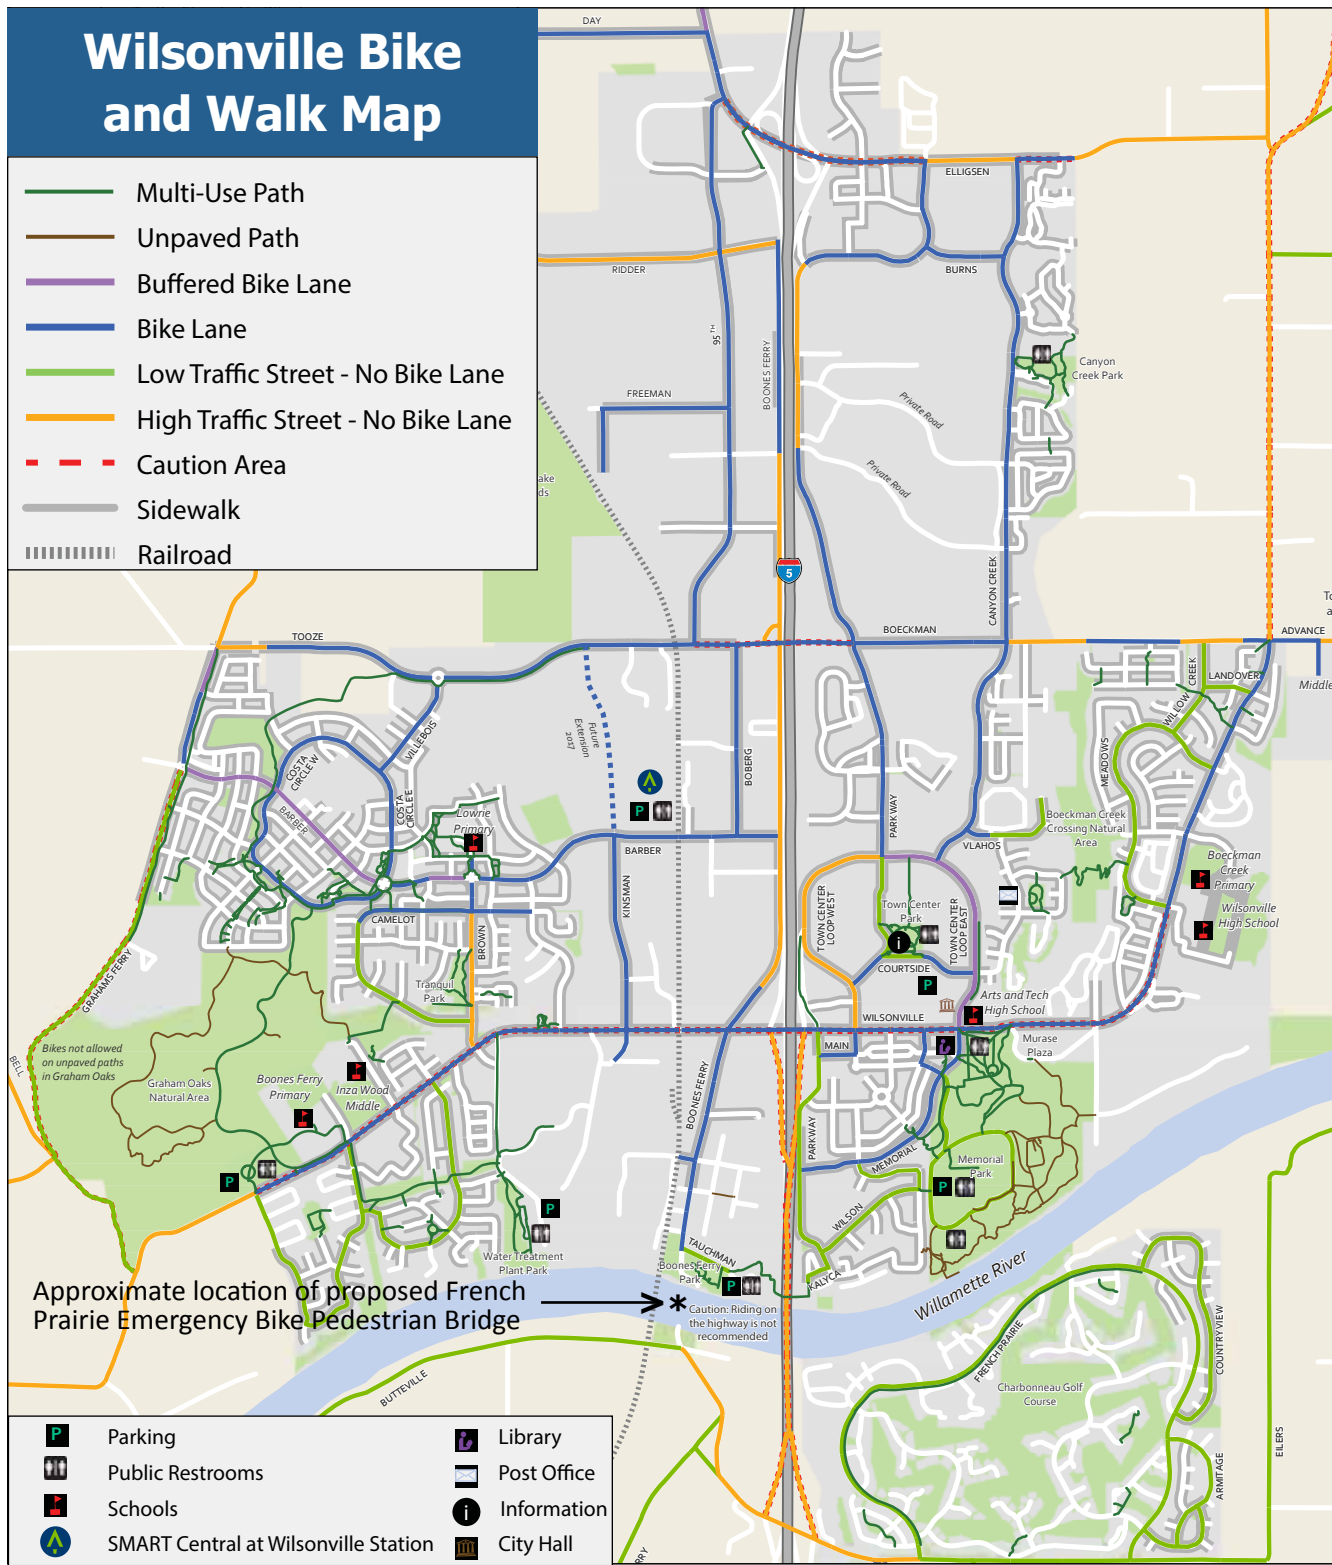 Wilsonville Bike
and Walk Map
Multi-Use Path
Unpaved Path
Buffered Bike Lane
Bike Lane
Low Traffic Street - No Bike Lane
High Traffic Street - No Bike Lane
Caution Area
Sidewalk
Railroad
DAY
ELLIGSEN
RIDDER
BURNS
95TH
BOONES FERRY
FREEMAN
Canyon
Creek Park
Private Road
Private Road
ake
ds
5
CANYON CREEK
TOOZE
BOECKMAN
ADVANCE
To
a
Middle
LANDOVER
CREEK
WILLOW
MEADOWS
VILLEBOIS
Future
Extension
2017
COSTA
CIRCLE W
COSTA
CIRCLE E
BARBER
BOBERG
PARKWAY
Lowrie
Primary
P
BARBER
VLAHOS
Boeckman Creek
Crossing Natural
Area
Boeckman
Creek
Primary
Wilsonville
High School
KINSMAN
CAMELOT
BROWN
TOWN CENTER
LOOP WEST
Town Center
Park
TOWN CENTER
LOOP EAST
i
COURTSIDE
P
GRAHAMS FERRY
Tranquil
Park
Arts and Tech
High School
WILSONVILLE
MAIN
Murase
Plaza
BELL
Bikes not allowed
on unpaved paths
in Graham Oaks
Graham Oaks
Natural Area
Boones Ferry
Primary
Inza Wood
Middle
BOONES FERRY
PARKWAY
MEMORIAL
Memorial
Park
P
P
P
WILSON
Water Treatment
Plant Park
TAUCHMAN
Boones Ferry
Park
P
KALYCA
Willamette River
Approximate location of proposed French
Prairie Emergency Bike Pedestrian Bridge
*
Caution: Riding on
the highway is not
recommended
BUTTEVILLE
FRENCH PRAIRIE
COUNTRY VIEW
Charbonneau Golf
Course
ARMITAGE
EILERS
RRY
P
Parking
Public Restrooms
Schools
SMART Central at Wilsonville Station
Library
Post Office
i
Information
City Hall